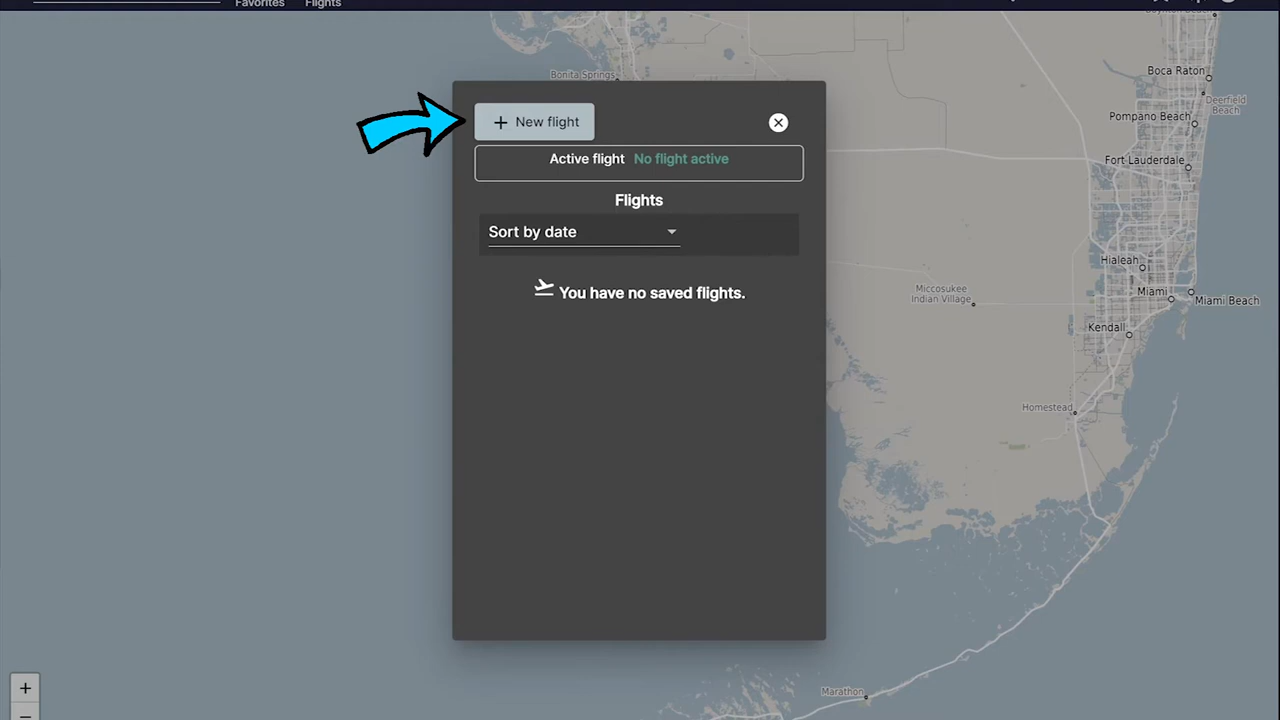 Favorites Flights
Boynton Beach
Bonita Springs
Boca Raton
Deerfield
Beach
Pompano Beach
+ New flight
Active flight No flight active
Fort Lauderdale
Flights
Sort by date
Hialeah
Miccosukee
Indian Village
Miami
Miami Beach
You have no saved flights.
Kendall
Homestead
Marathon